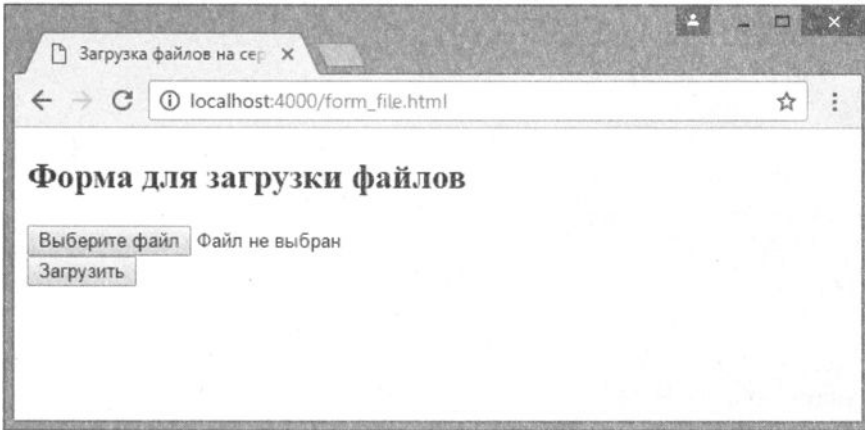 Загрузка файлов на сер
localhost:4000/form_file.html
Форма для загрузки файлов
Выберите файл Файл не выбран
Загрузить